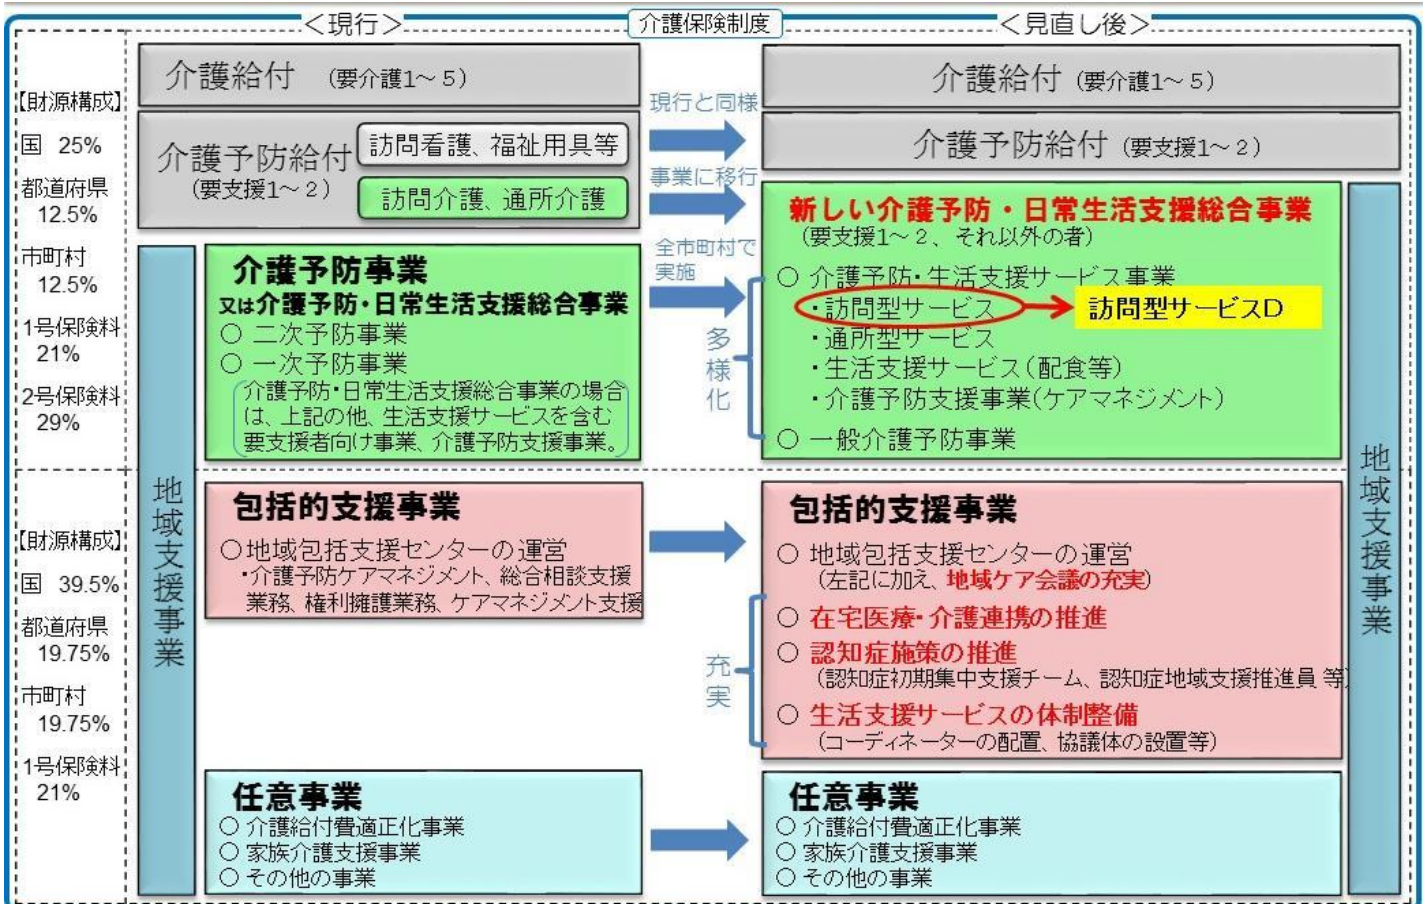 介護保険制度
＜現行＞
＜見直し後＞
【財源構成】
国 25%
都道府県
12.5%
市町村
12.5%
1号保険料
21%
2号保険料
29%
【財源構成】
国 39.5%
都道府県
19.75%
市町村
19.75%
1号保険料
21%
介護給付 （要介護1～５）
介護予防給付
（要支援1～２）
訪問看護、福祉用具等
訪問介護、通所介護
地域支援事業
介護予防事業
又は介護予防・日常生活支援総合事業
○ 二次予防事業
○ 一次予防事業
介護予防・日常生活支援総合事業の場合
は、上記の他、生活支援サービスを含む
要支援者向け事業、介護予防支援事業。
包括的支援事業
○地域包括支援センターの運営
・介護予防ケアマネジメント、総合相談支援
業務、権利擁護業務、ケアマネジメント支援
任意事業
○ 介護給付費適正化事業
○ 家族介護支援事業
○ その他の事業
現行と同様
事業に移行
全市町村で
実施
多様化
充実
介護給付 （要介護1～５）
介護予防給付 （要支援1～２）
新しい介護予防・日常生活支援総合事業
（要支援1～２、それ以外の者）
○ 介護予防・生活支援サービス事業
・訪問型サービス
訪問型サービスD
・通所型サービス
・生活支援サービス（配食等）
・介護予防支援事業（ケアマネジメント）
○ 一般介護予防事業
包括的支援事業
○ 地域包括支援センターの運営
（左記に加え、地域ケア会議の充実）
○ 在宅医療・介護連携の推進
○ 認知症施策の推進
（認知症初期集中支援チーム、認知症地域支援推進員 等）
○ 生活支援サービスの体制整備
（コーディネーターの配置、協議体の設置等）
任意事業
○ 介護給付費適正化事業
○ 家族介護支援事業
○ その他の事業
地域支援事業